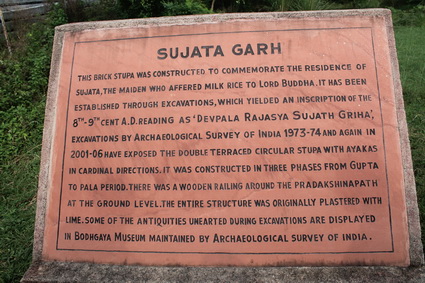 SUJATA GARH
THIS BRICK STUPA WAS CONSTRUCTED TO COMMEMORATE THE RESIDENCE OF
SUJATA, THE MAIDEN WHO AFFERED MILK RICE TO LORD BUDDHA. IT HAS BEEN
ESTABLISHED THROUGH EXCAVATIONS, WHICH YIELDED AN INSCRIPTION OF THE
8TH-9TH CENT A.D. READING AS 'DEVPALA RAJASYA SUJATH GRIHA',
EXCAVATIONS BY ARCHAEOLOGICAL SURVEY OF INDIA 1973-74 AND AGAIN IN
2001-06 HAVE EXPOSED THE DOUBLE TERRACED CIRCULAR STUPA WITH AYAKAS
IN CARDINAL DIRECTIONS. IT WAS CONSTRUCTED IN THREE PHASES FROM GUPTA
TO PALA PERIOD. THERE WAS A WOODEN RAILING AROUND THE PRADAKSHINAPATH
AT THE GROUND LEVEL. THE ENTIRE STRUCTURE WAS ORIGINALLY PLASTERED WITH
LIME. SOME OF THE ANTIQUITIES UNEARTED DURING EXCAVATIONS ARE DISPLAYED
IN BODHGAYA MUSEUM MAINTAINED BY ARCHAEOLOGICAL SURVEY OF INDIA.